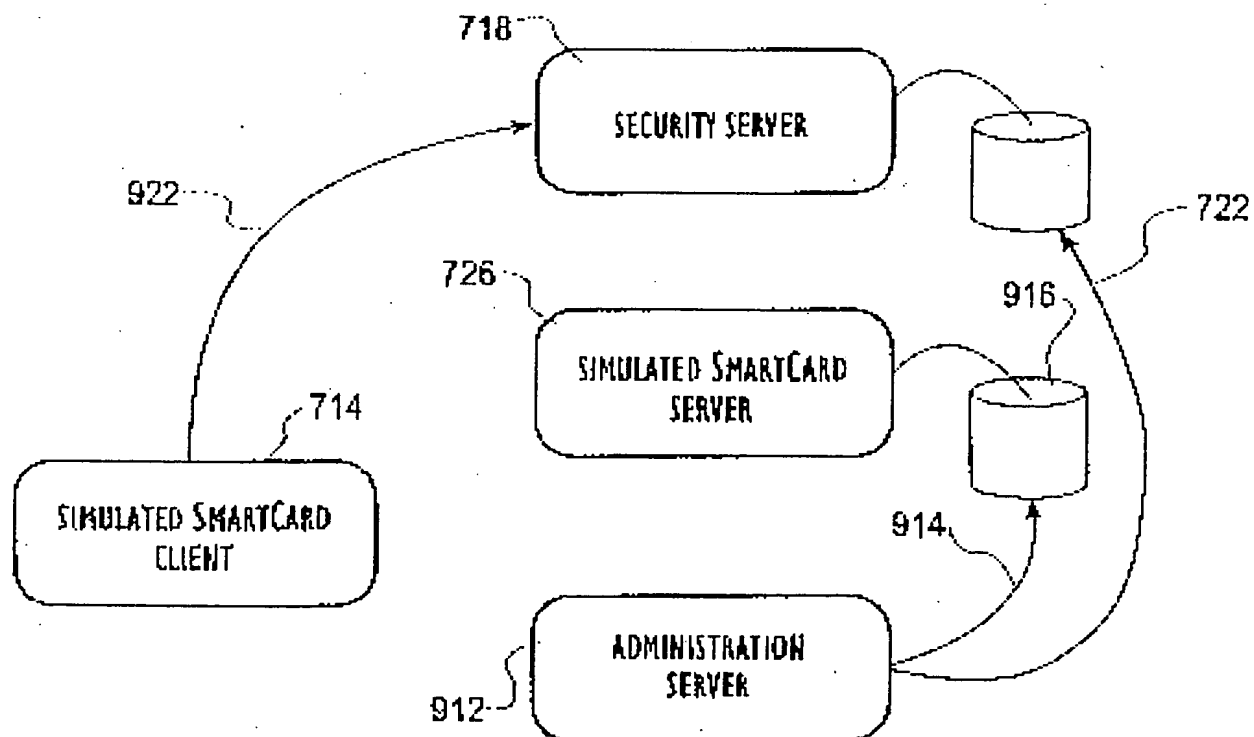 718
SECURITY SERVER
922
722
726
916
SIMULATED SMARTCARD
SERVER
714
SIMULATED SMARTCARD
CLIENT
914
ADMINISTRATION
SERVER
912